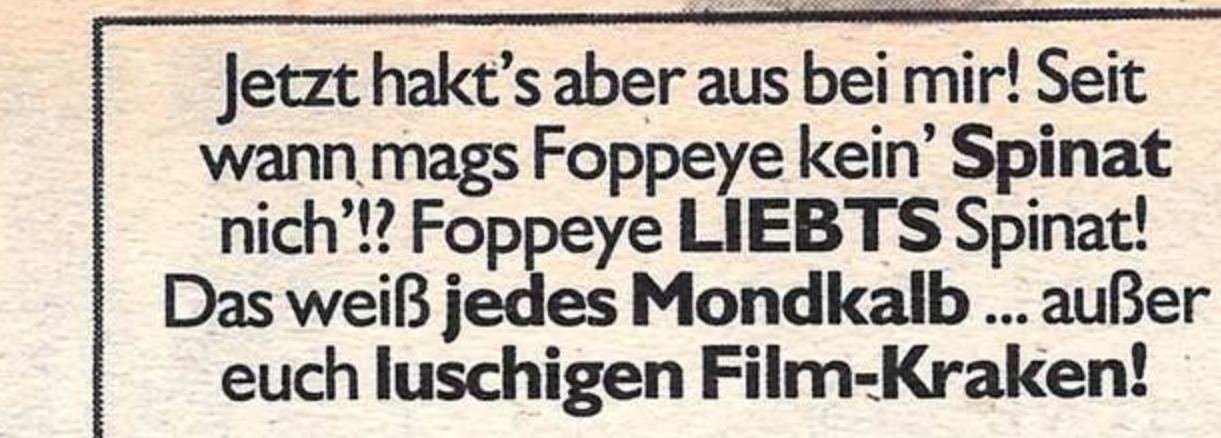 Jetzt hakt's aber aus bei mir! Seit
wann mags Foppeye kein' Spinat
nich'!? Foppeye LIEBTS Spinat!
Das weiß jedes Mondkalb ... außer
euch luschigen Film-Kraken!